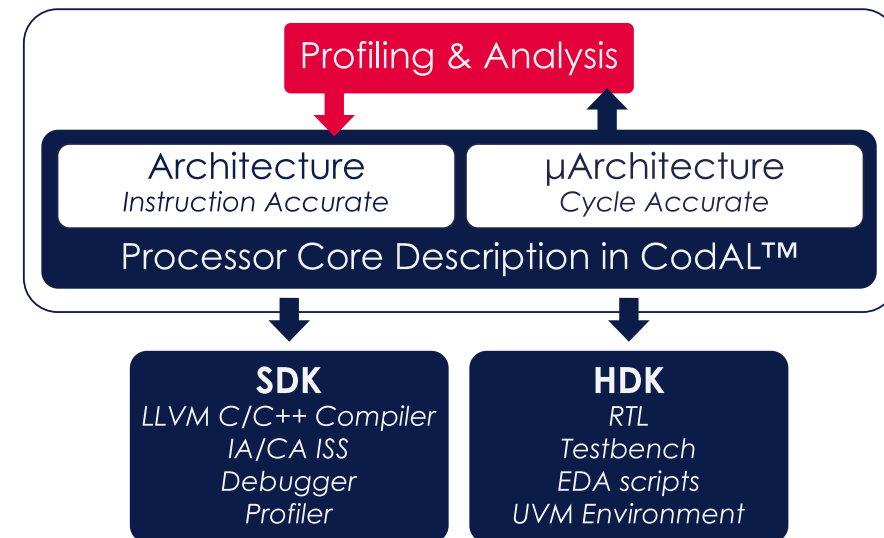 Profiling & Analysis
Architecture
Instruction Accurate
µArchitecture
Cycle Accurate
Processor Core Description in CodAL™
SDK
LLVM C/C++ Compiler
IA/CA ISS
Debugger
Profiler
HDK
RTL
Testbench
EDA scripts
UVM Environment